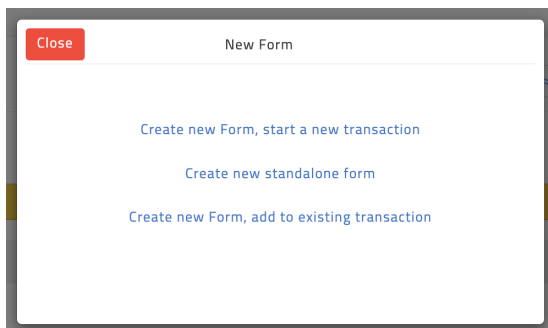 Close
New Form
Create new Form, start a new transaction
Create new standalone form
Create new Form, add to existing transaction